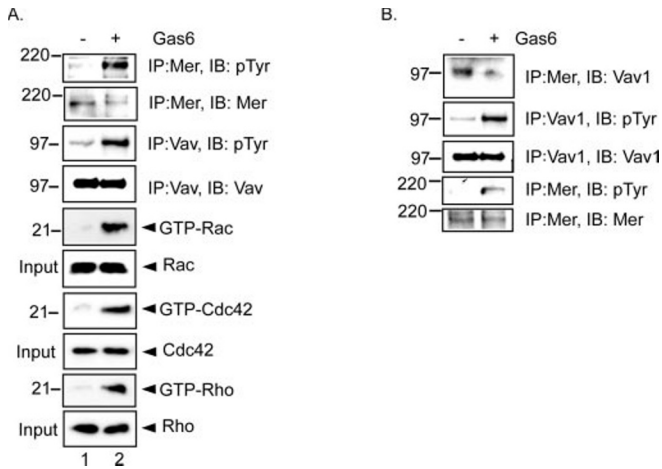 A.
- + Gas6
220 IP:Mer, IB: pTyr
220 IP:Mer, IB: Mer
97 IP:Vav, IB: pTyr
97 IP:Vav, IB: Vav
21 GTP-Rac
Input Rac
21 GTP-Cdc42
Input Cdc42
21 GTP-Rho
Input Rho
1 2
B.
- + Gas6
97 IP:Mer, IB: Vav1
97 IP:Vav1, IB: pTyr
97 IP:Vav1, IB: Vav1
220 IP:Mer, IB: pTyr
220 IP:Mer, IB: Mer